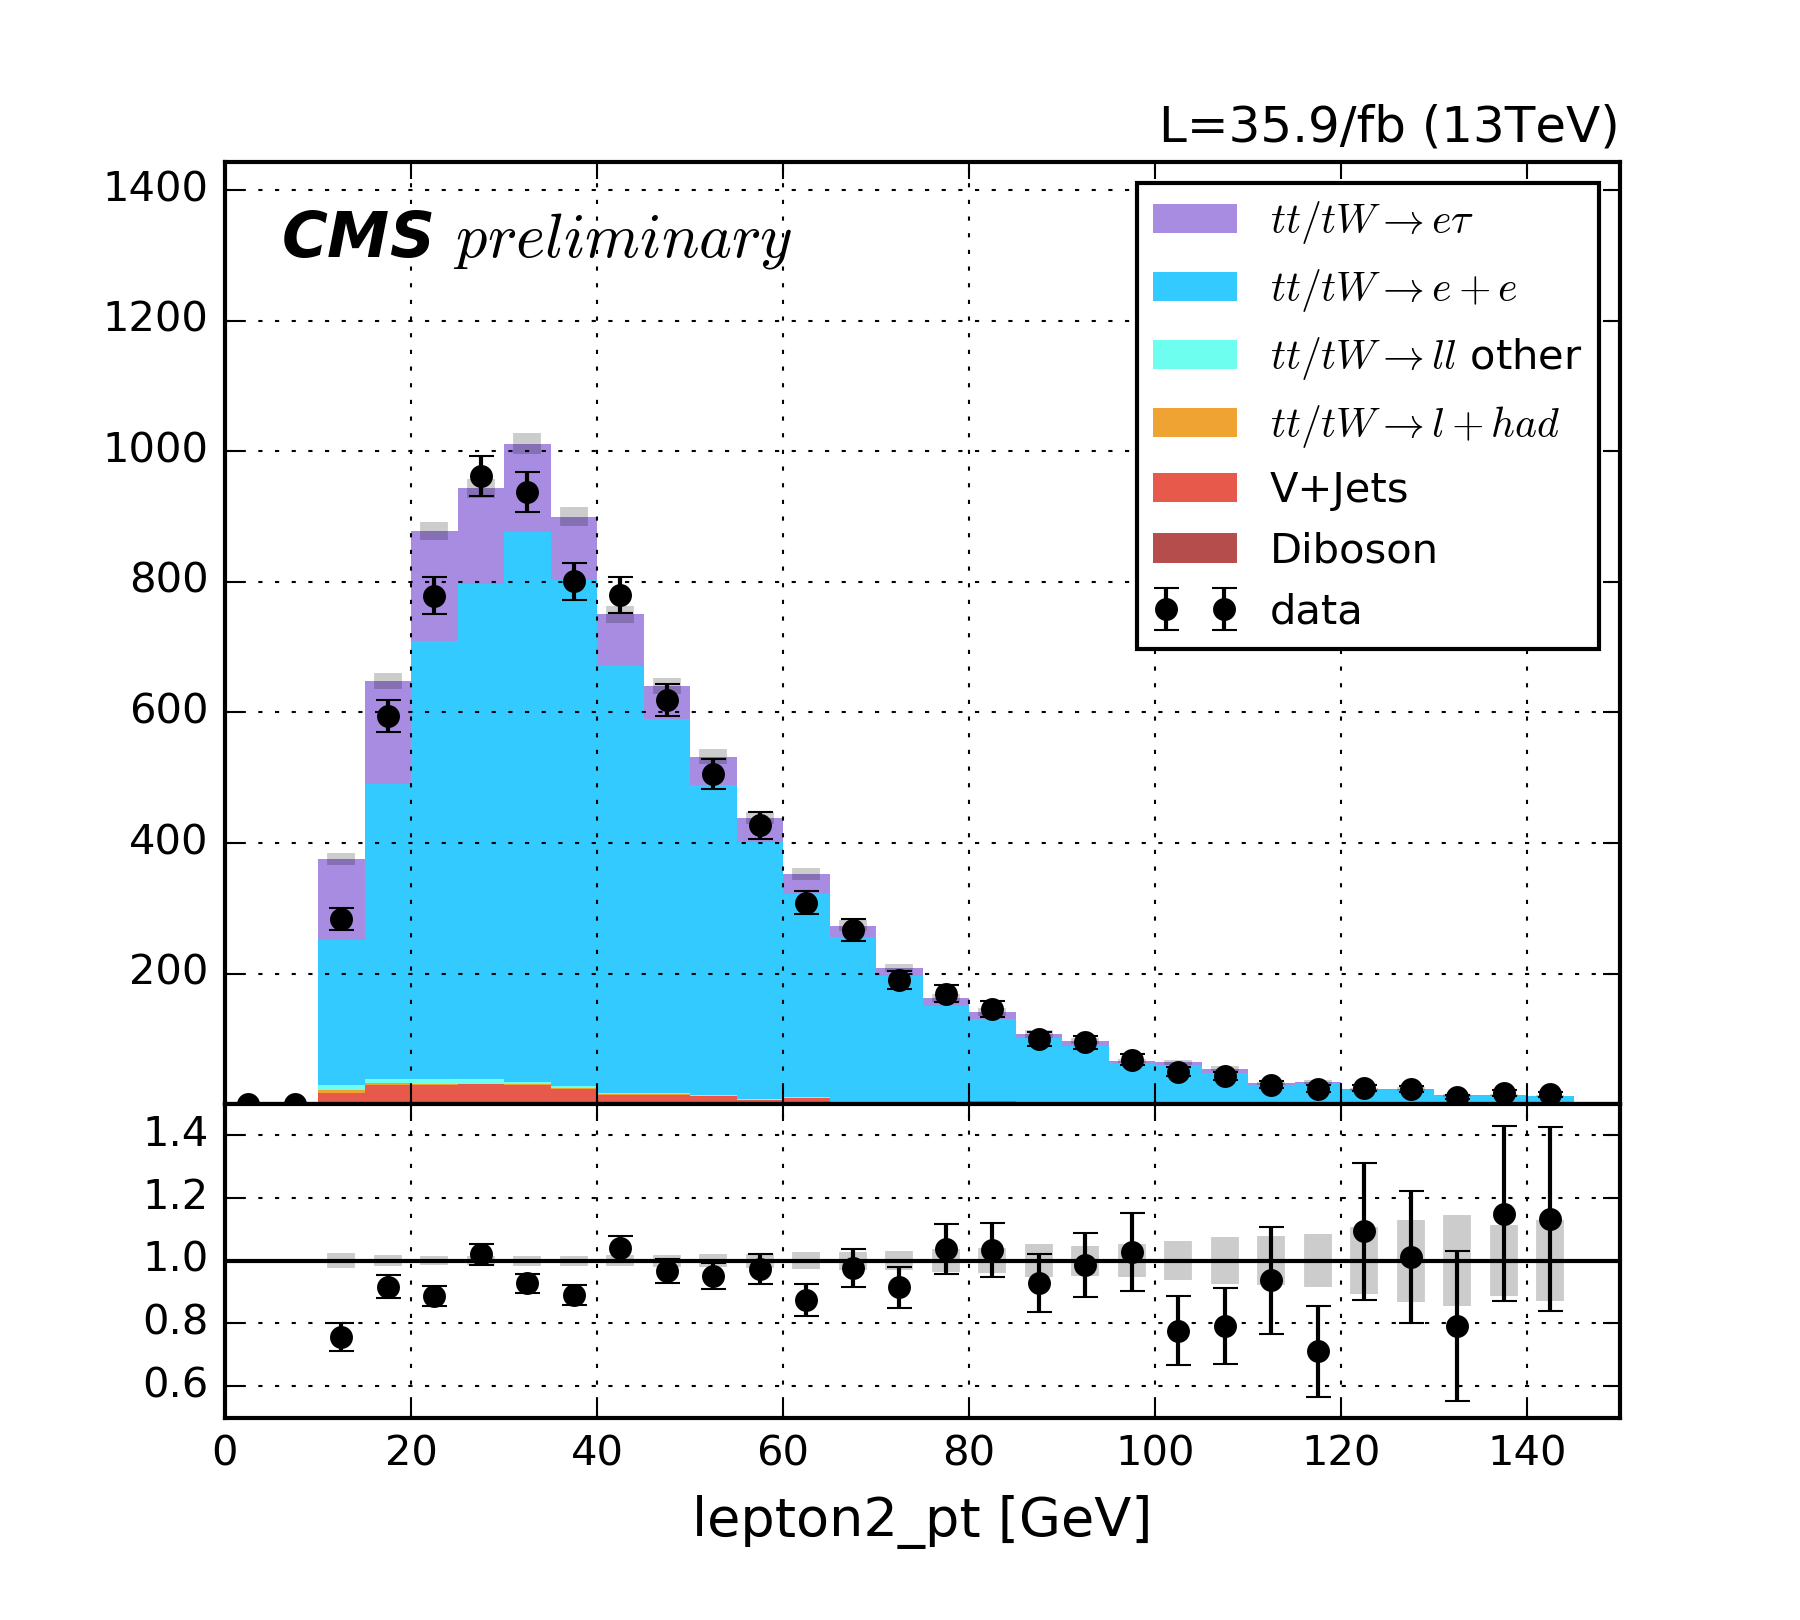 L=35.9/fb (13TeV)
CMS preliminary
1400
1200
1000
800
600
400
200
tt/tW→eτ
tt/tW→e+e
tt/tW→ll other
tt/tW→l+had
V+Jets
Diboson
data
1.4
1.2
1.0
0.8
0.6
0 20 40 60 80 100 120 140
lepton2_pt [GeV]